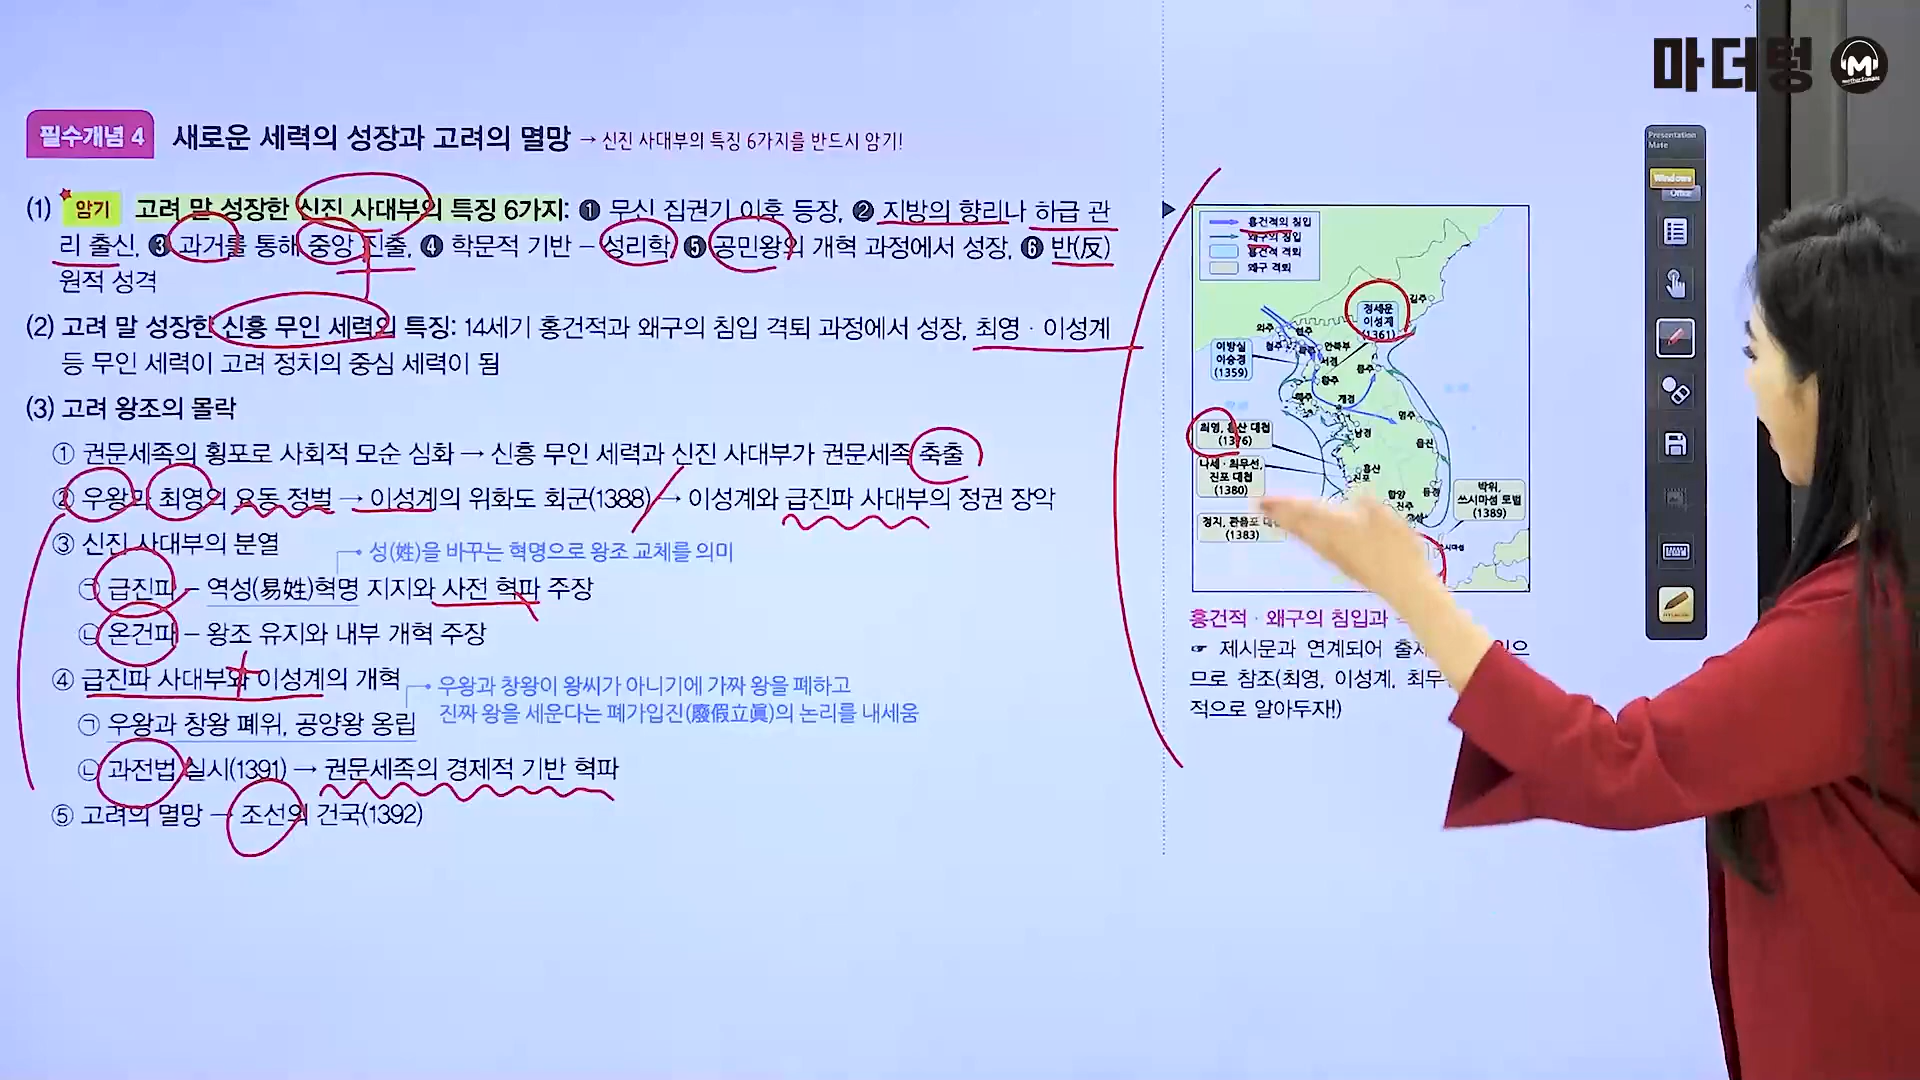 마더텅
필수개념 4 새로운 세력의 성장과 고려의 멸망 → 신진 사대부의 특징 6가지를 반드시 암기!
(1) 암기 고려 말 성장한 신진 사대부의 특징 6가지: ❶ 무신 집권기 이후 등장, ❷ 지방의 향리나 하급 관
리 출신, ❸ 과거를 통해 중앙 진출, ❹ 학문적 기반 – 성리학, ❺ 공민왕의 개혁 과정에서 성장, ❻ 반(反)
원적 성격
(2) 고려 말 성장한 신흥 무인 세력의 특징: 14세기 홍건적과 왜구의 침입 격퇴 과정에서 성장, 최영 · 이성계
등 무인 세력이 고려 정치의 중심 세력이 됨
(3) 고려 왕조의 몰락
① 권문세족의 횡포로 사회적 모순 심화 → 신흥 무인 세력과 신진 사대부가 권문세족 축출
② 우왕과 최영의 요동 정벌 → 이성계의 위화도 회군(1388) → 이성계와 급진파 사대부의 정권 장악
③ 신진 사대부의 분열
성(姓)을 바꾸는 혁명으로 왕조 교체를 의미
㉠ 급진파 – 역성(易姓)혁명 지지와 사전 혁파 주장
㉡ 온건파 – 왕조 유지와 내부 개혁 주장
④ 급진파 사대부와 이성계의 개혁
우왕과 창왕이 왕씨가 아니기에 가짜 왕을 폐하고
진짜 왕을 세운다는 폐가입진(廢假立眞)의 논리를 내세움
㉠ 우왕과 창왕 폐위, 공양왕 옹립
㉡ 과전법 실시(1391) → 권문세족의 경제적 기반 혁파
⑤ 고려의 멸망 → 조선의 건국(1392)
홍건적의 침입
왜구의 침입
홍건적 격퇴
왜구 격퇴
정세운
이성계
(1361)
길주
의주
이방실
이승경
(1359)
안북부
서경
황주
개경
최영, 홍산 대첩
(1376)
남경
나세·최무선,
진포 대첩
(1380)
홍산
진포
함양
진주
박위,
쓰시마섬 토벌
(1389)
정지, 관음포 대
(1383)
홍건적 · 왜구의 침입과
☞ 제시문과 연계되어 출제
므로 참조(최영, 이성계, 최무
적으로 알아두자!)
Presentation
Mate
Windows
Office